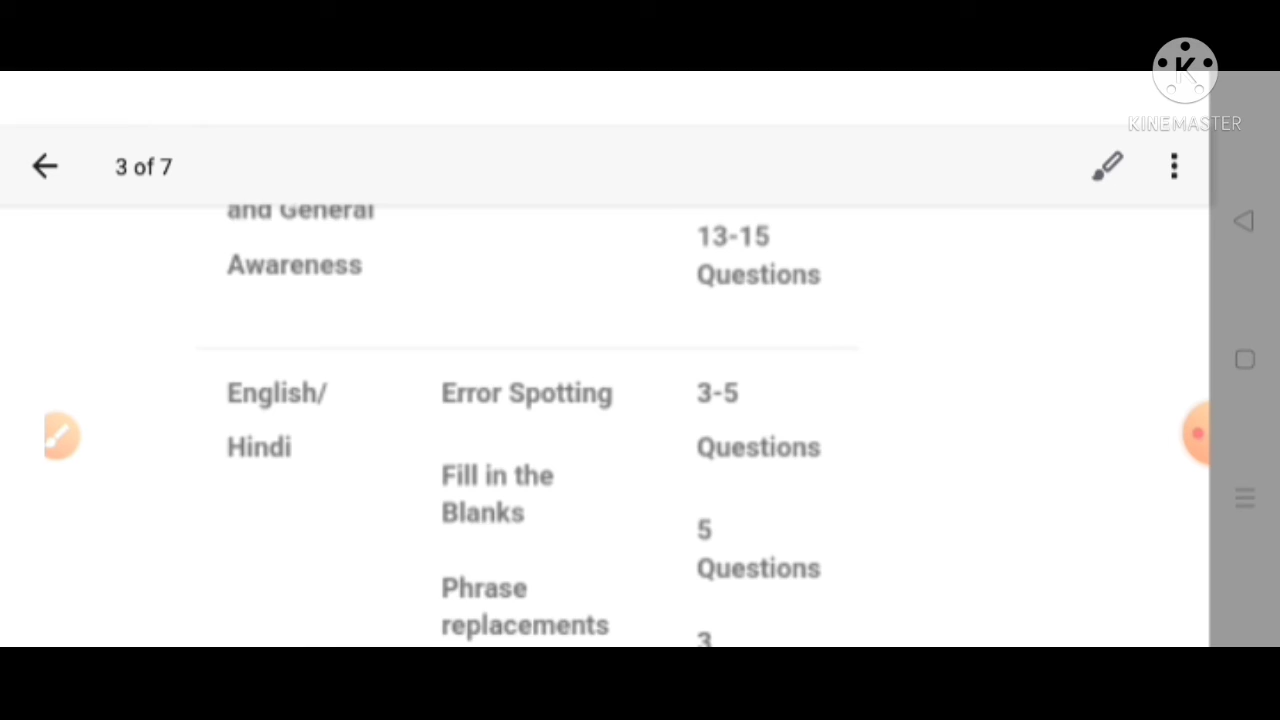 KINEMASTER
3 of 7
and General
Awareness
13-15
Questions
English/
Hindi
Error Spotting
3-5
Questions
Fill in the
Blanks
5
Questions
Phrase
replacements
3